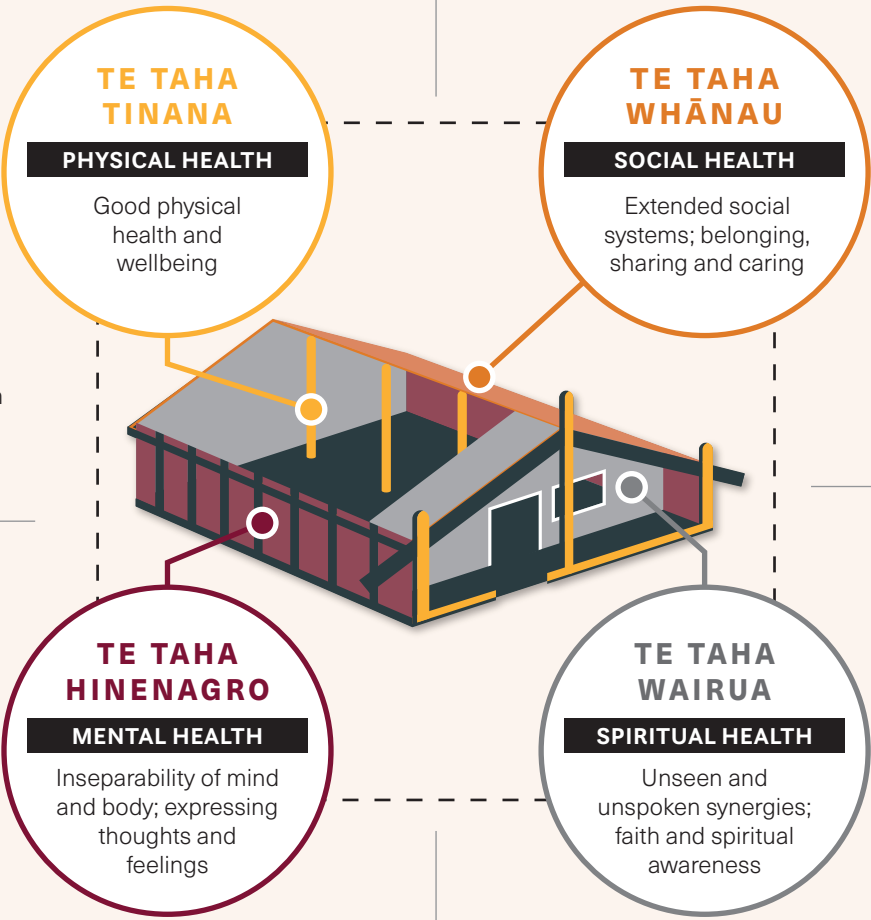 TE TAHA
TINANA
PHYSICAL HEALTH
Good physical
health and
wellbeing
TE TAHA
WHĀNAU
SOCIAL HEALTH
Extended social
systems; belonging,
sharing and caring
TE TAHA
HINENAGRO
MENTAL HEALTH
Inseparability of mind
and body; expressing
thoughts and
feelings
TE TAHA
WAIRUA
SPIRITUAL HEALTH
Unseen and
unspoken synergies;
faith and spiritual
awareness